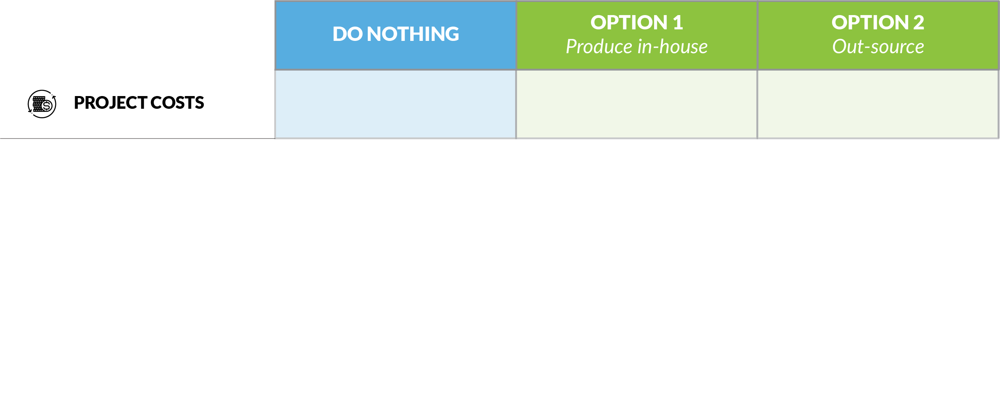 DO NOTHING
OPTION 1
Produce in-house
OPTION 2
Out-source
PROJECT COSTS